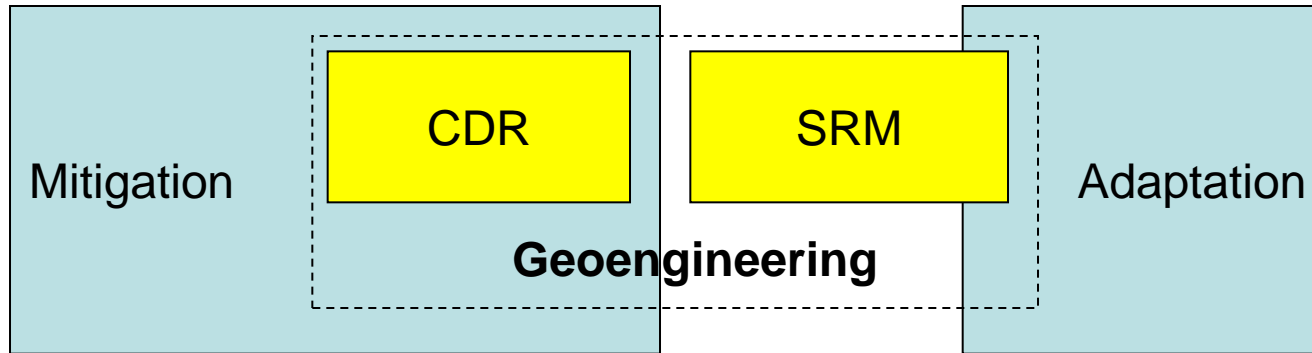 CDR
SRM
Mitigation
Adaptation
Geoengineering